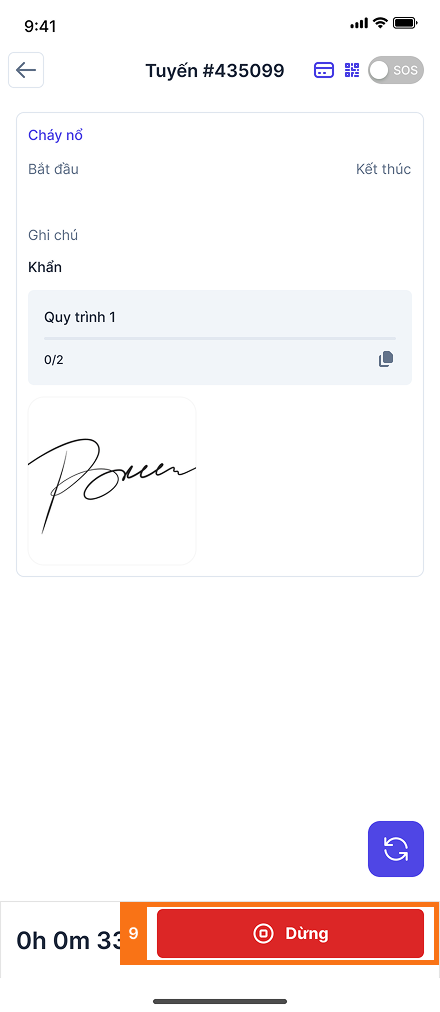 9:41
Tuyến #435099
SOS
Cháy nổ
Bắt đầu Kết thúc
Ghi chú
Khẩn
Quy trình 1
0/2
0h 0m 33
9
Dừng